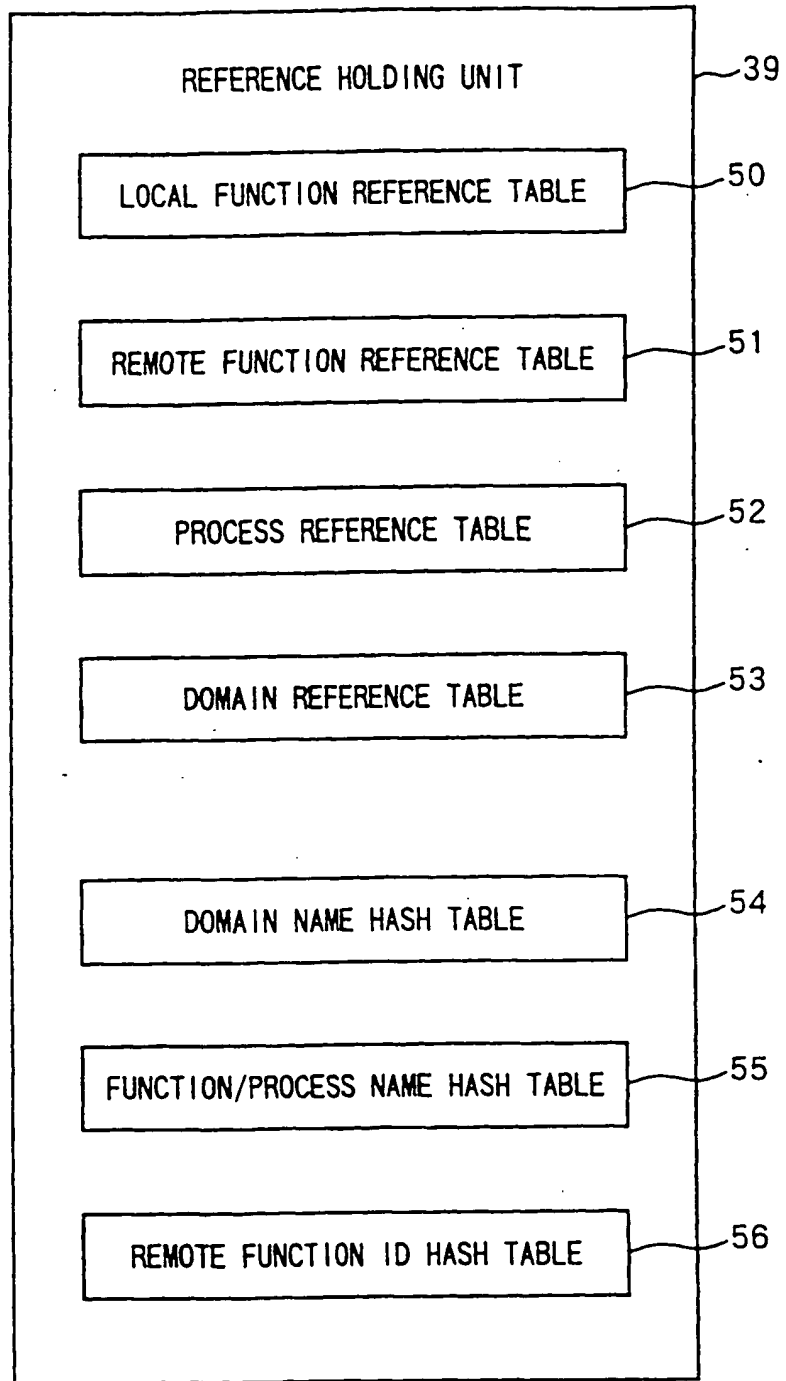 REFERENCE HOLDING UNIT 39
LOCAL FUNCTION REFERENCE TABLE 50
REMOTE FUNCTION REFERENCE TABLE 51
PROCESS REFERENCE TABLE 52
DOMAIN REFERENCE TABLE 53
DOMAIN NAME HASH TABLE 54
FUNCTION/PROCESS NAME HASH TABLE 55
REMOTE FUNCTION ID HASH TABLE 56